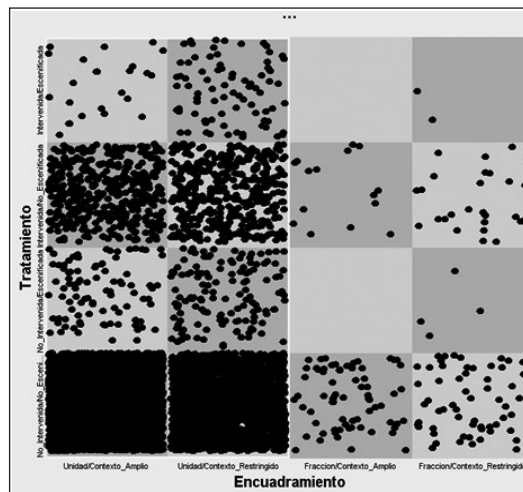 ...
Tratamiento
Intervenida/Escenificada
Intervenida/No_Escenificada
No_Intervenida/Escenificada
No_Intervenida/No_Esceni...
Unidad/Contexto_Amplio
Unidad/Contexto_Restringido
Fraccion/Contexto_Amplio
Fraccion/Contexto_Restringido
Encuadramiento